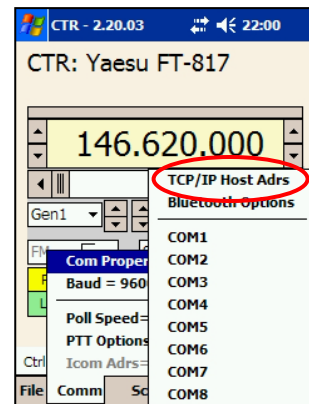 CTR - 2.20.03 22:00
CTR: Yaesu FT-817
146.620.000
TCP/IP Host Adrs
Bluetooth Options
Gen1
COM1
FM
Com Proper
COM2
Baud = 960
COM3
COM4
Poll Speed=
COM5
PTT Options
COM6
Ctrl
Icom Adrs=
COM7
File Comm Sc
COM8